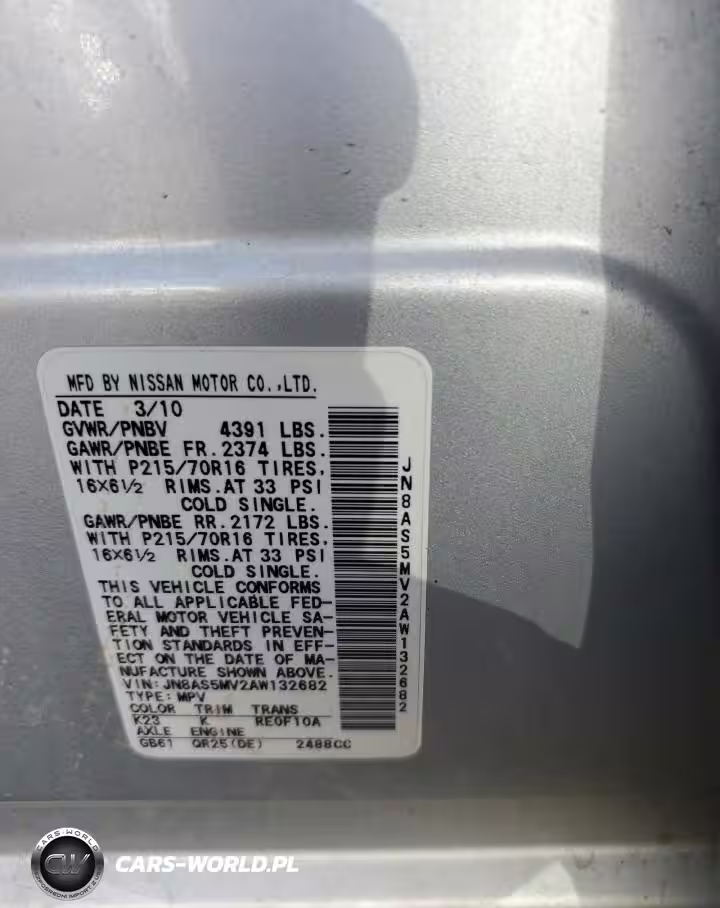 MFD BY NISSAN MOTOR CO.,LTD.
DATE 3/10
GVWR/PNBV 4391 LBS.
GAWR/PNBE FR. 2374 LBS.
WITH P215/70R16 TIRES,
16X6½ RIMS.AT 33 PSI
COLD SINGLE.
GAWR/PNBE RR. 2172 LBS.
WITH P215/70R16 TIRES,
16X6½ RIMS.AT 33 PSI
COLD SINGLE.
THIS VEHICLE CONFORMS
TO ALL APPLICABLE FED-
ERAL MOTOR VEHICLE SA-
FETY AND THEFT PREVEN-
TION STANDARDS IN EFF-
ECT ON THE DATE OF MA-
NUFACTURE SHOWN ABOVE.
VIN: JN8AS5MV2AW132682
TYPE: MPV
COLOR TRIM TRANS
K23 K RE0F10A
AXLE ENGINE
GB61 QR25(DE) 2488CC
JN8AS5MV2AW132682
CARS-WORLD
CW
CARS-WORLD.PL